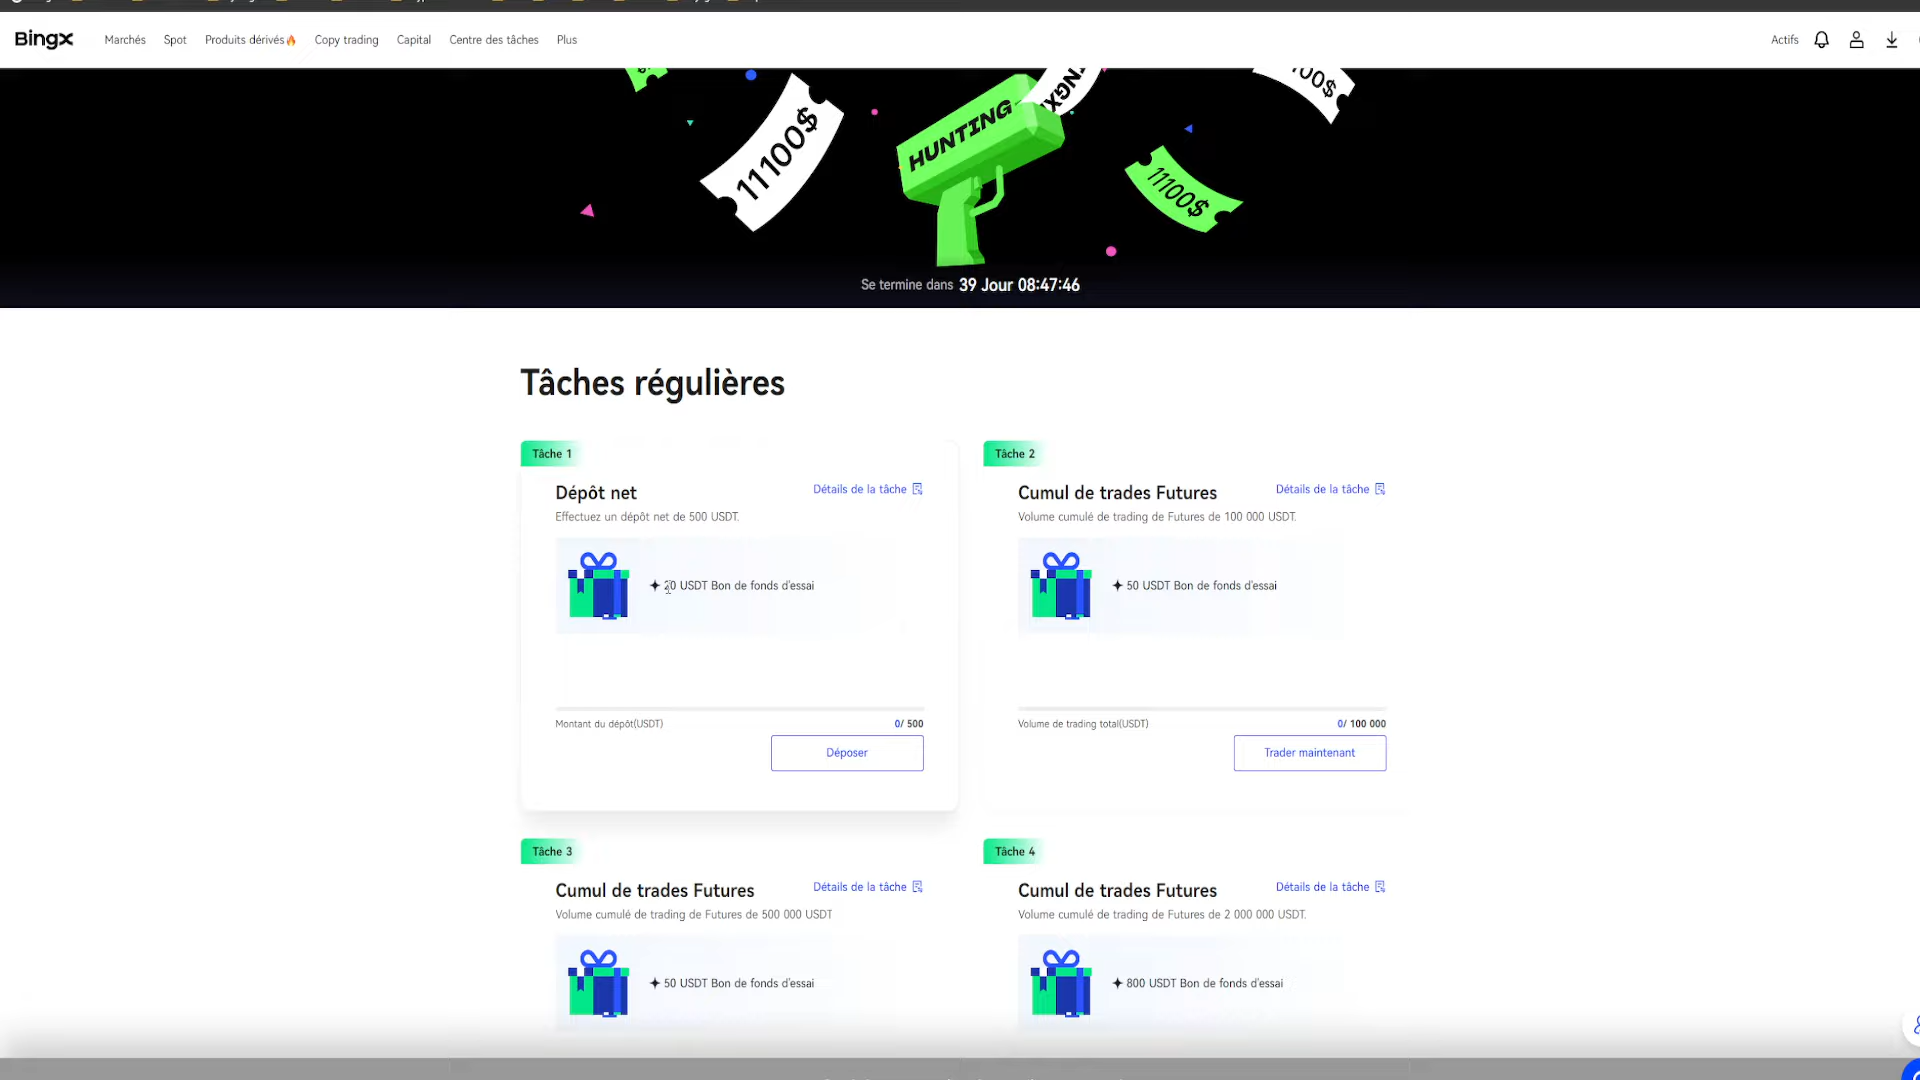 BingX
Marchés Spot Produits dérivés Copy trading Capital Centre des tâches Plus
Actifs
11100$
HUNTING
11100$
Se termine dans 39 Jour 08:47:46
Tâches régulières
Tâche 1
Dépôt net
Détails de la tâche
Effectuez un dépôt net de 500 USDT.
20 USDT Bon de fonds d'essai
Montant du dépôt(USDT) 0/ 500
Déposer
Tâche 2
Cumul de trades Futures
Détails de la tâche
Volume cumulé de trading de Futures de 100 000 USDT.
50 USDT Bon de fonds d'essai
Volume de trading total(USDT) 0/ 100 000
Trader maintenant
Tâche 3
Cumul de trades Futures
Détails de la tâche
Volume cumulé de trading de Futures de 500 000 USDT
50 USDT Bon de fonds d'essai
Tâche 4
Cumul de trades Futures
Détails de la tâche
Volume cumulé de trading de Futures de 2 000 000 USDT.
800 USDT Bon de fonds d'essai